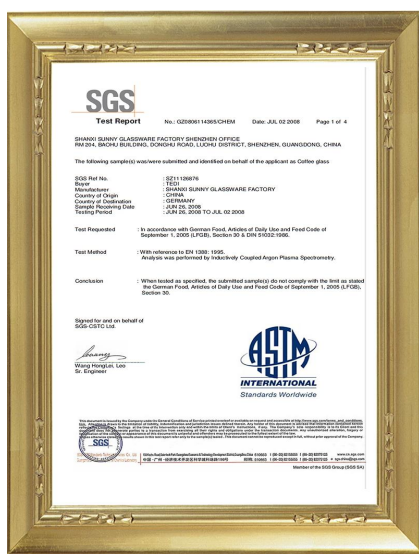 SGS
Test Report No.: GZ0806114365/CHEM Date: JUL 02 2008 Page 1 of 4
SHANXI SUNNY GLASSWARE FACTORY SHENZHEN OFFICE
RM 204, BAOHU BUILDING, DONGHU DISTRICT, LUOHU DISTRICT, SHENZHEN, GUANGDONG, CHINA
The following sample(s) was/were submitted and identified on behalf of the applicant as Coffee glass
SGS Ref No. : SZ11126876
Buyer : TEDI
Manufacturer : SHANXI SUNNY GLASSWARE FACTORY
Country of Origin : CHINA
Country of Destination : GERMANY
Sample Receiving Date : JUN 26, 2008
Testing Period : JUN 26, 2008 TO JUL 02 2008
Test Requested : In accordance with German Food, Articles of Daily Use and Feed Code of
September 1, 2005 (LFGB), Section 30 & DIN 51032:1986.
Test Method : With reference to EN 1388: 1995.
Analysis was performed by Inductively Coupled Argon Plasma Spectrometry.
Conclusion : When tested as specified, the submitted sample(s) do not comply with the limit as stated
the German Food, Articles of Daily Use and Feed Code of September 1, 2005 (LFGB),
Section 30.
Signed for and on behalf of
SGS-CSTC Ltd.
Wang HongLei, Leo
Sr. Engineer
ASTM
INTERNATIONAL
Standards Worldwide
SGS
Member of the SGS Group (SGS SA)